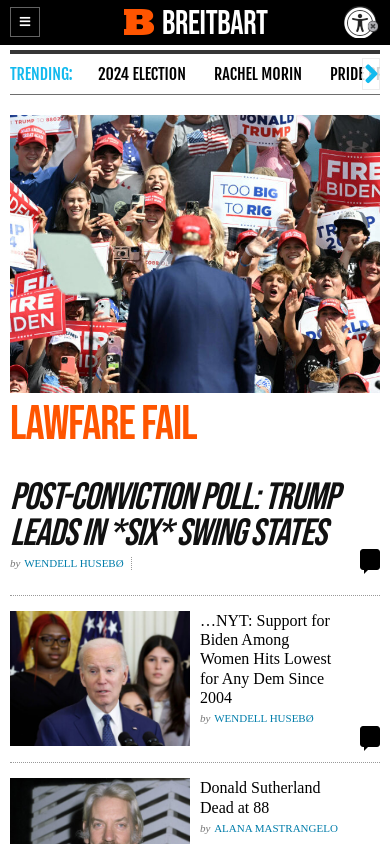 BREITBART
TRENDING: 2024 ELECTION RACHEL MORIN PRIDE
DONALD
TRUMP
TOO BIG
TO RIG
FIRE
BIDEN
FIRE
BIDEN
LAWFARE FAIL
POST-CONVICTION POLL: TRUMP
LEADS IN *SIX* SWING STATES
by WENDELL HUSEBØ
…NYT: Support for
Biden Among
Women Hits Lowest
for Any Dem Since
2004
by WENDELL HUSEBØ
Donald Sutherland
Dead at 88
by ALANA MASTRANGELO